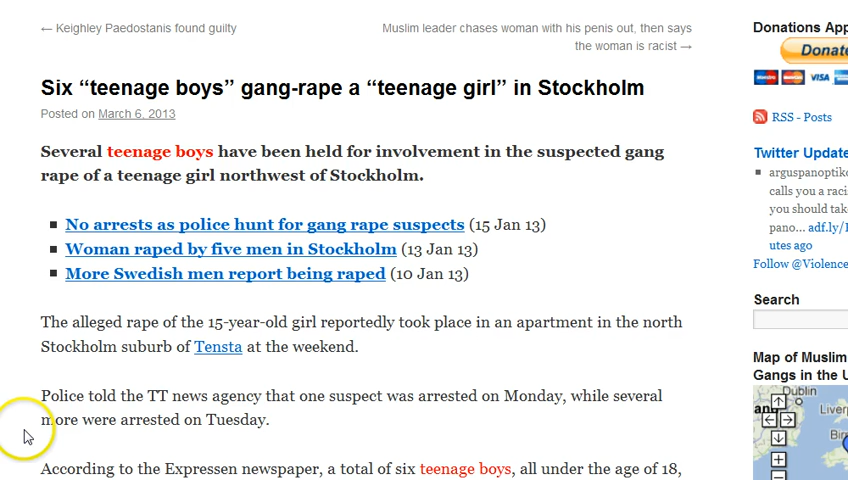 ← Keighley Paedostanis found guilty
Muslim leader chases woman with his penis out, then says
the woman is racist →
Six “teenage boys” gang-rape a “teenage girl” in Stockholm
Posted on March 6, 2013
Several teenage boys have been held for involvement in the suspected gang
rape of a teenage girl northwest of Stockholm.
No arrests as police hunt for gang rape suspects (15 Jan 13)
Woman raped by five men in Stockholm (13 Jan 13)
More Swedish men report being raped (10 Jan 13)
The alleged rape of the 15-year-old girl reportedly took place in an apartment in the north
Stockholm suburb of Tensta at the weekend.
Police told the TT news agency that one suspect was arrested on Monday, while several
more were arrested on Tuesday.
According to the Expressen newspaper, a total of six teenage boys, all under the age of 18,
Donations App
Donate
VISA
RSS - Posts
Twitter Update
arguspanoptik
calls you a raci
you should take
pano... adf.ly/
utes ago
Follow @Violence
Search
Map of Muslim
Gangs in the U
Dublin
Liverp
Birr